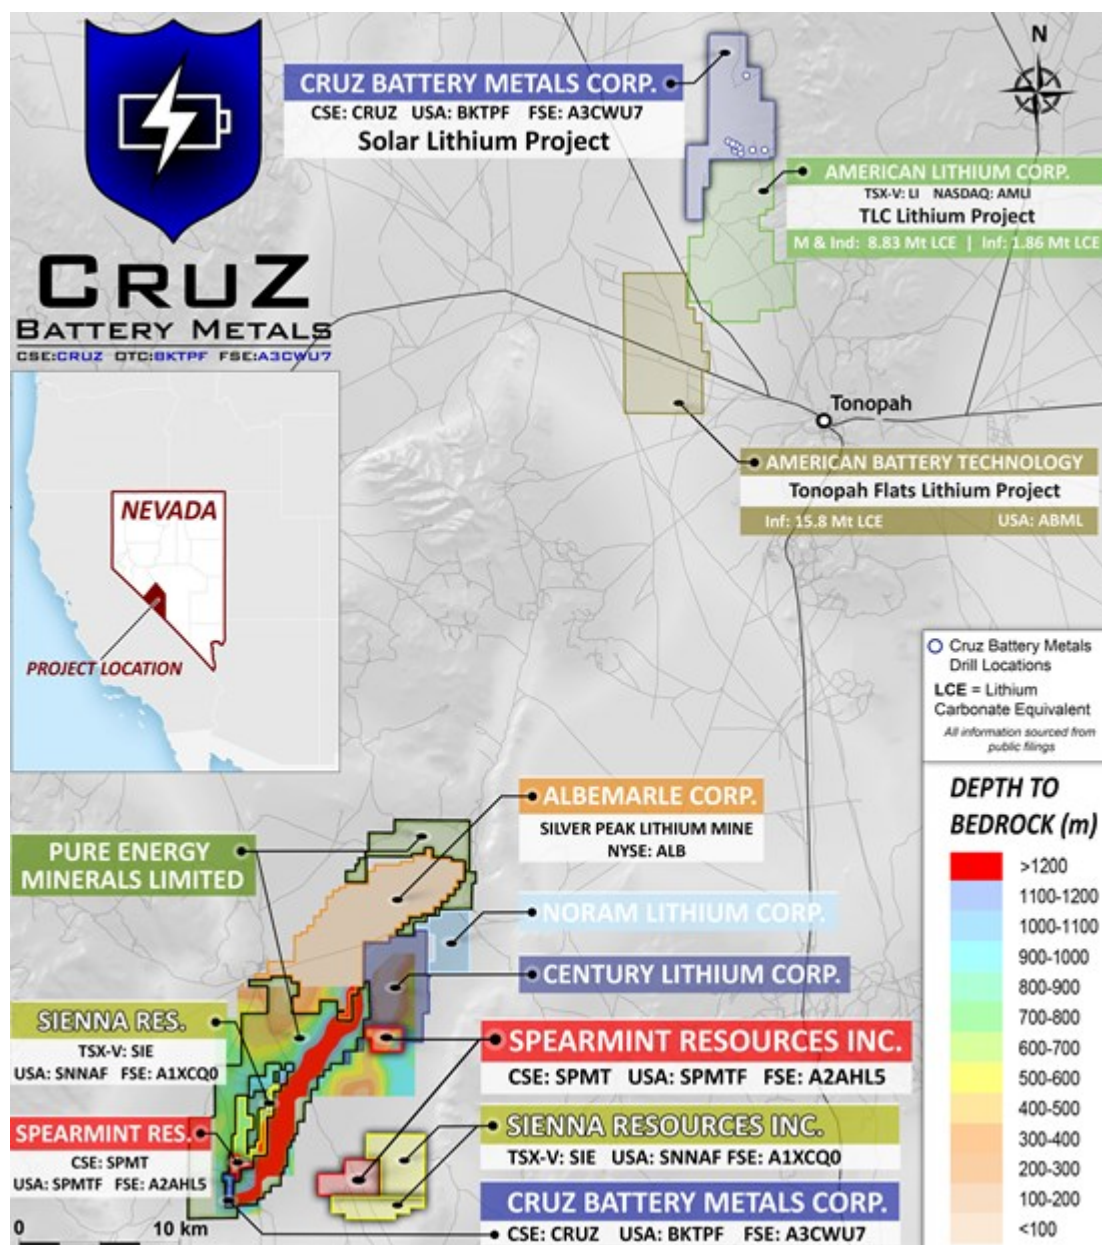 CRUZ BATTERY METALS CORP.
CSE: CRUZ USA: BKTPF FSE: A3CWU7
Solar Lithium Project
N
AMERICAN LITHIUM CORP.
TSX-V: LI NASDAQ: AMLI
TLC Lithium Project
M & Ind: 8.83 Mt LCE | Inf: 1.86 Mt LCE
CRUZ
BATTERY METALS
CSE:CRUZ OTC:BKTPF FSE:A3CWU7
Tonopah
AMERICAN BATTERY TECHNOLOGY
Tonopah Flats Lithium Project
Inf: 15.8 Mt LCE USA: ABML
NEVADA
PROJECT LOCATION
Cruz Battery Metals
Drill Locations
LCE = Lithium
Carbonate Equivalent
All information sourced from
public filings
DEPTH TO
BEDROCK (m)
>1200
1100-1200
1000-1100
900-1000
800-900
700-800
600-700
500-600
400-500
300-400
200-300
100-200
<100
ALBEMARLE CORP.
SILVER PEAK LITHIUM MINE
NYSE: ALB
PURE ENERGY
MINERALS LIMITED
NORAM LITHIUM CORP.
CENTURY LITHIUM CORP.
SIENNA RES.
TSX-V: SIE
USA: SNNAF FSE: A1XCQ0
SPEARMINT RESOURCES INC.
CSE: SPMT USA: SPMTF FSE: A2AHL5
SPEARMINT RES.
CSE: SPMT
USA: SPMTF FSE: A2AHL5
SIENNA RESOURCES INC.
TSX-V: SIE USA: SNNAF FSE: A1XCQ0
CRUZ BATTERY METALS CORP.
CSE: CRUZ USA: BKTPF FSE: A3CWU7
0 10 km